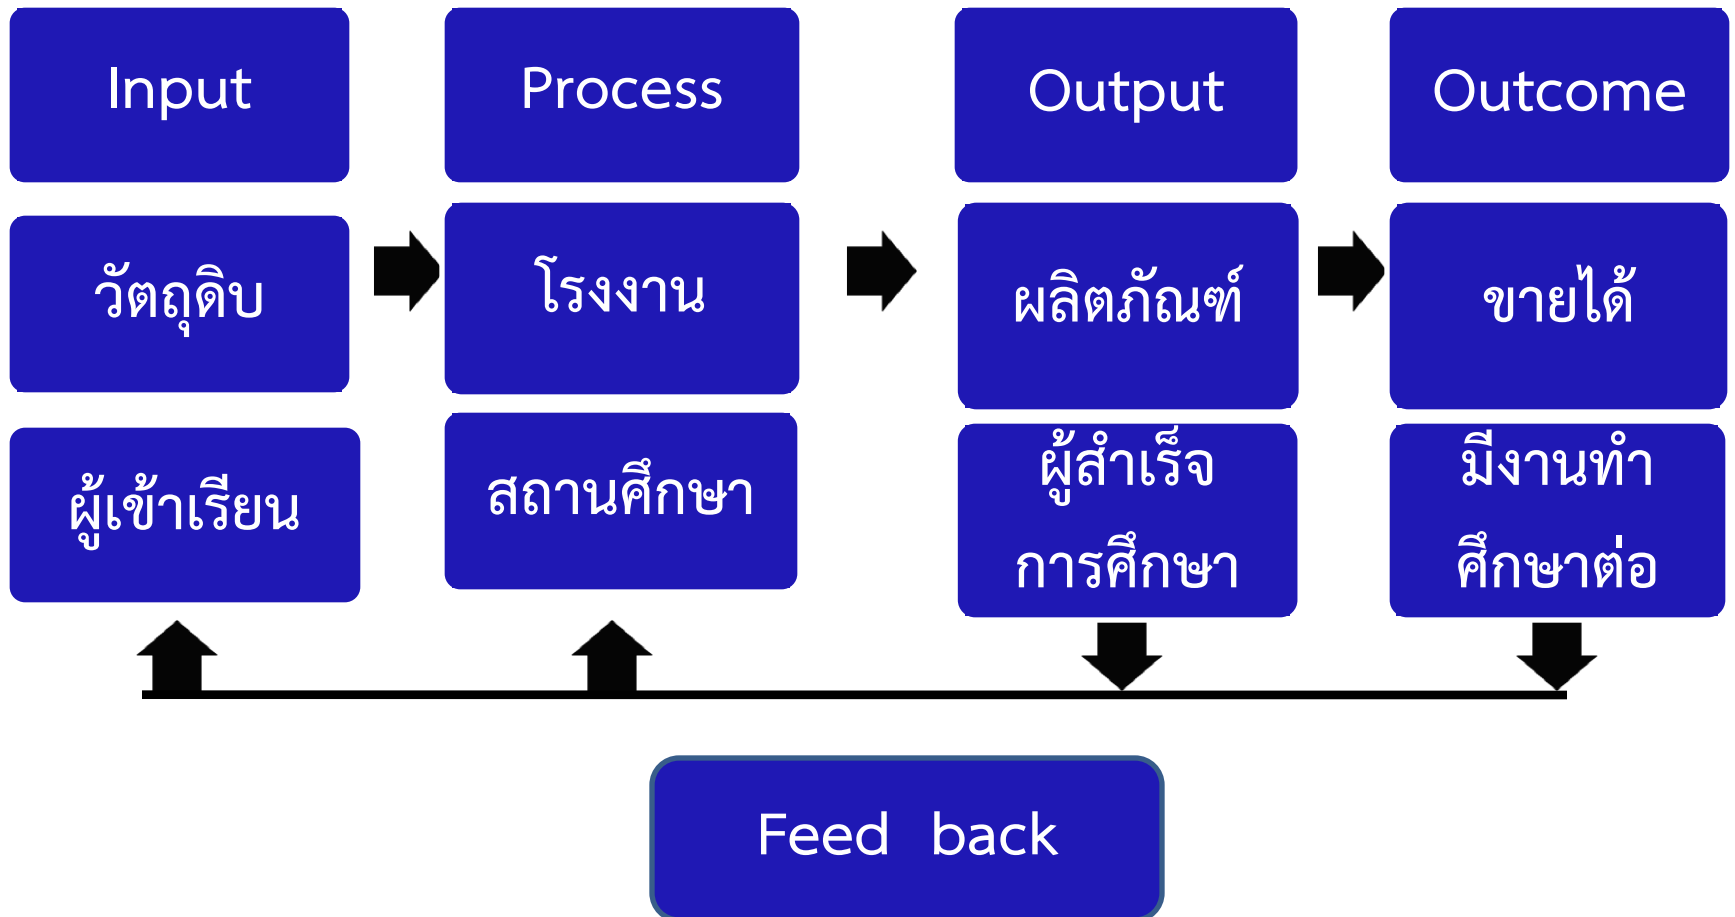 Input
Process
Output
Outcome
วัตถุดิบ
โรงงาน
ผลิตภัณฑ์
ขายได้
ผู้เข้าเรียน
สถานศึกษา
ผู้สำเร็จ
การศึกษา
มีงานทำ
ศึกษาต่อ
Feed back